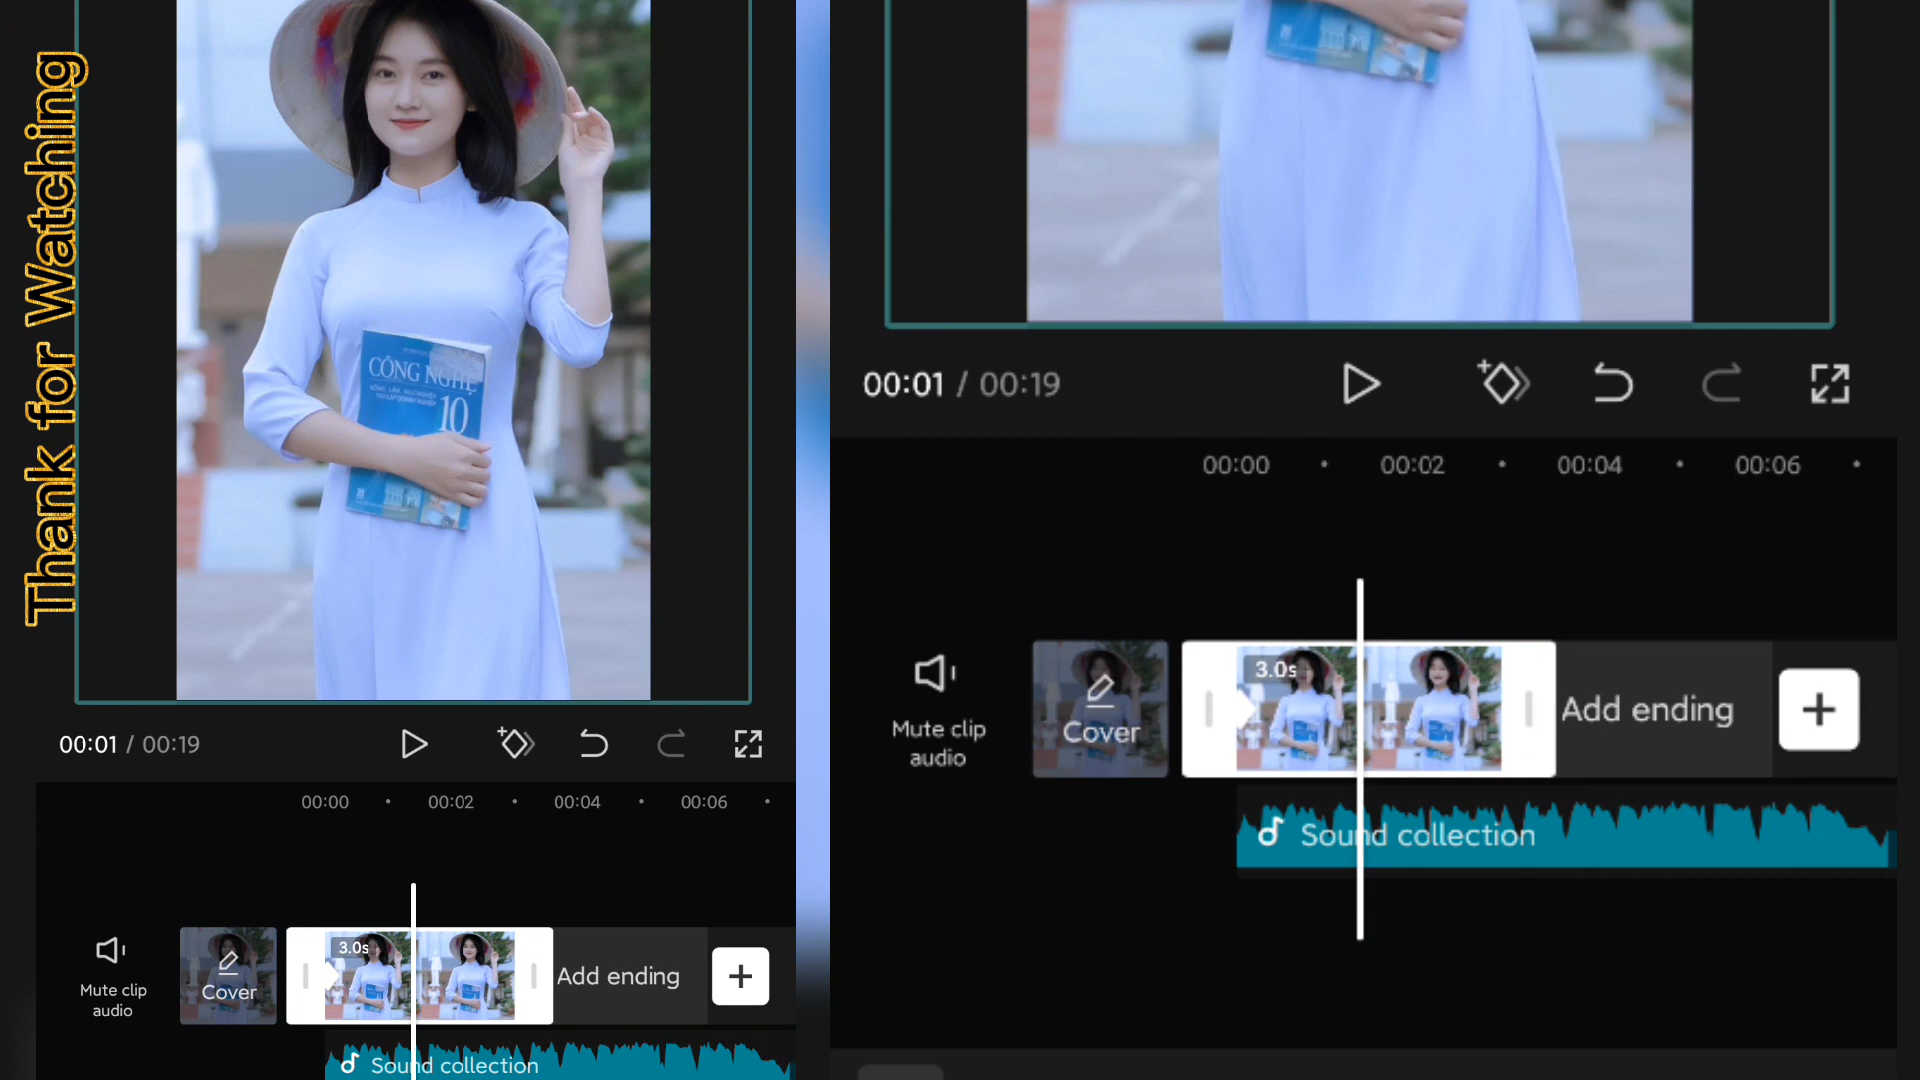 Thank for Watching
CÔNG NGHỆ
10
00:01 / 00:19
00:00
00:02
00:04
00:06
3.0s
Cover
Mute clip
audio
Add ending
Sound collection
00:01 / 00:19
00:00
00:02
00:04
00:06
3.0s
Cover
Mute clip
audio
Add ending
Sound collection